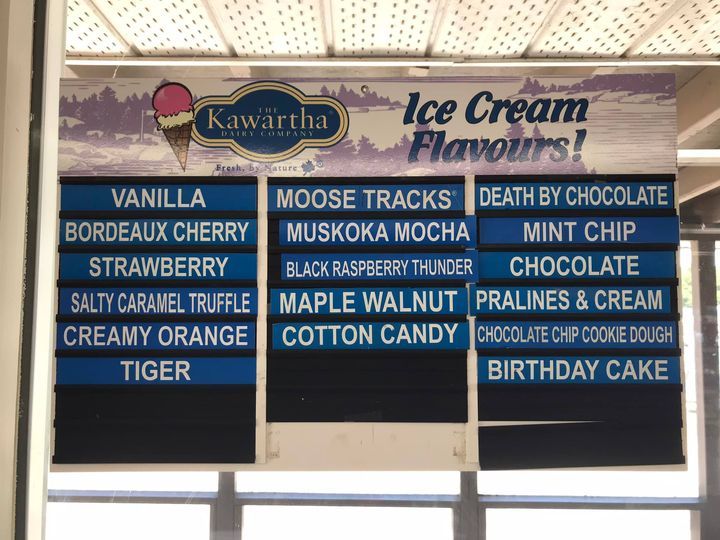 THE
Kawartha
DAIRY COMPANY
Fresh, by Nature
Ice Cream
Flavours!
VANILLA
BORDEAUX CHERRY
STRAWBERRY
SALTY CARAMEL TRUFFLE
CREAMY ORANGE
TIGER
MOOSE TRACKS®
MUSKOKA MOCHA
BLACK RASPBERRY THUNDER
MAPLE WALNUT
COTTON CANDY
DEATH BY CHOCOLATE
MINT CHIP
CHOCOLATE
PRALINES & CREAM
CHOCOLATE CHIP COOKIE DOUGH
BIRTHDAY CAKE